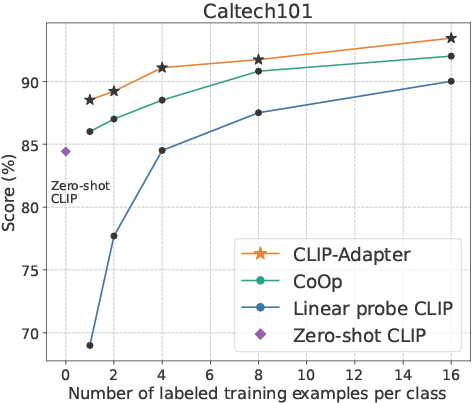 Caltech101
90
85
80
75
70
Score (%)
Zero-shot
CLIP
CLIP-Adapter
CoOp
Linear probe CLIP
Zero-shot CLIP
0 2 4 6 8 10 12 14 16
Number of labeled training examples per class